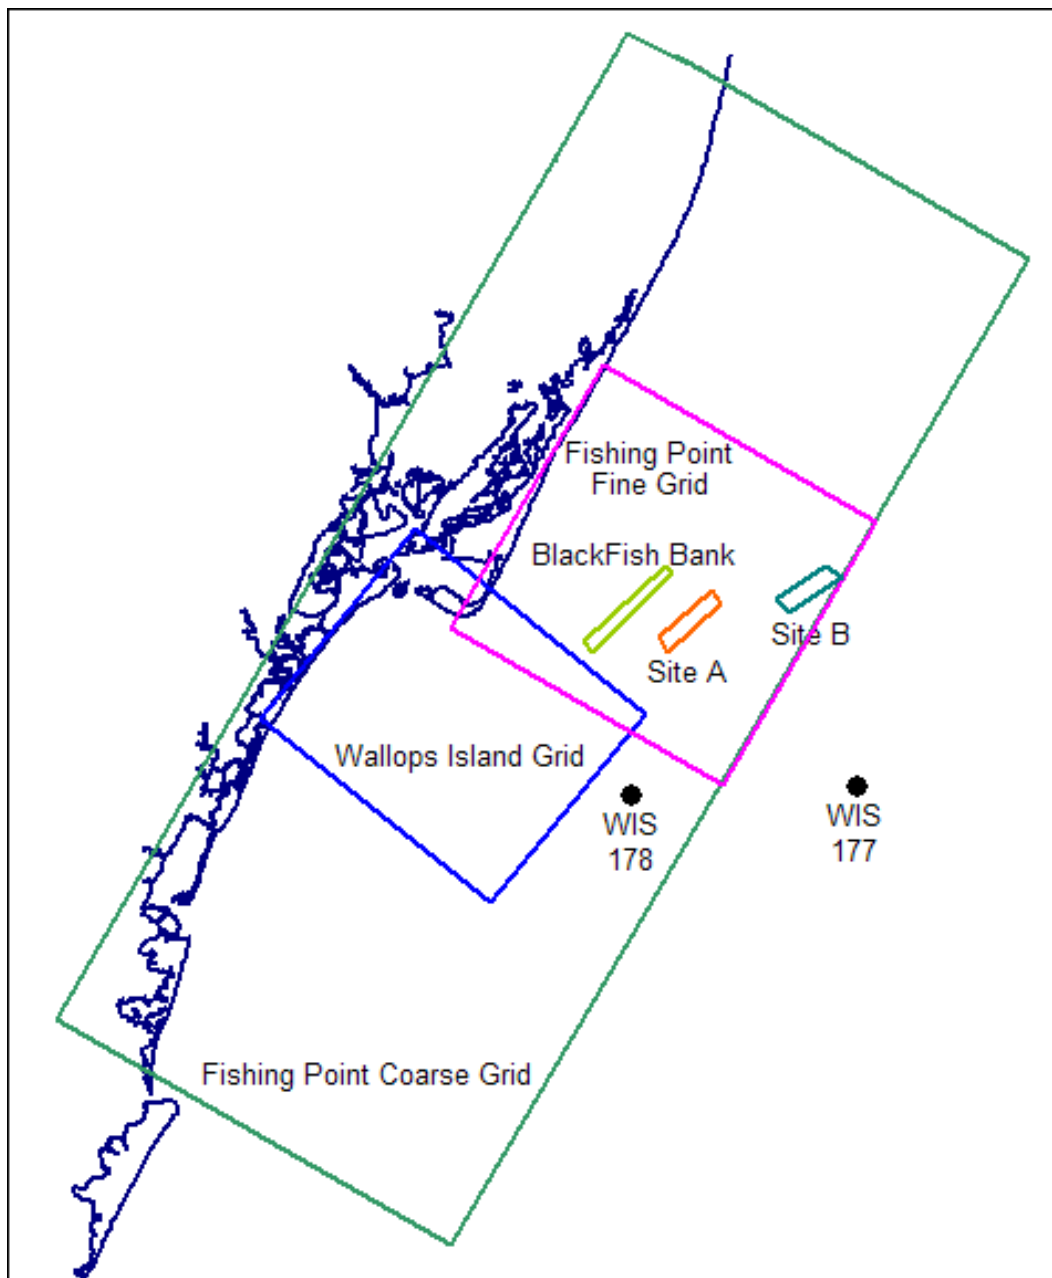 Fishing Point
Fine Grid
BlackFish Bank
Site B
Site A
Wallops Island Grid
WIS
178
WIS
177
Fishing Point Coarse Grid